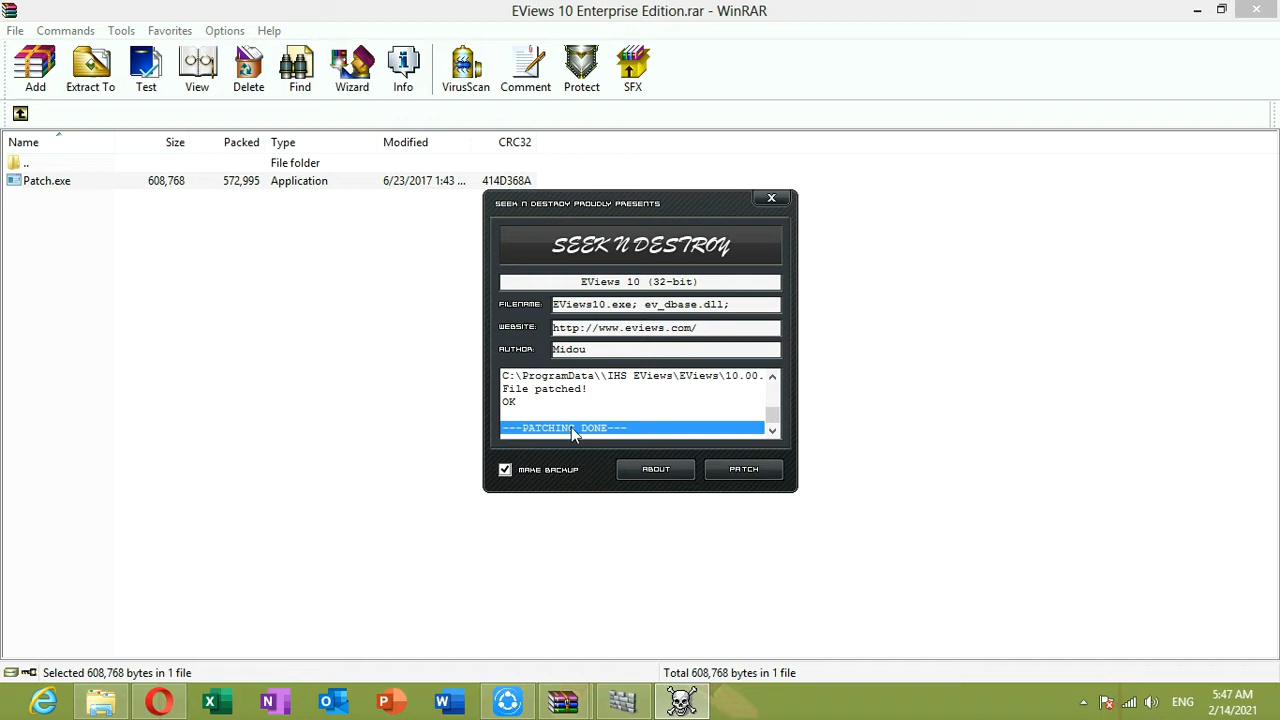 EViews 10 Enterprise Edition.rar - WinRAR
File Commands Tools Favorites Options Help
Add Extract To Test View Delete Find Wizard Info VirusScan Comment Protect SFX
Name Size Packed Type Modified CRC32
.. File folder
Patch.exe 608,768 572,995 Application 6/23/2017 1:43 ... 414D368A
SEEK N DESTROY PROUDLY PRESENTS
SEEK N DESTROY
EViews 10 (32-bit)
FILENAME: EViews10.exe; ev_dbase.dll;
WEBSITE: http://www.eviews.com/
AUTHOR: Midou
C:\ProgramData\\IHS EViews\EViews\10.00.
File patched!
OK
---PATCHING DONE---
MAKE BACKUP ABOUT PATCH
Selected 608,768 bytes in 1 file Total 608,768 bytes in 1 file
ENG 5:47 AM
2/14/2021